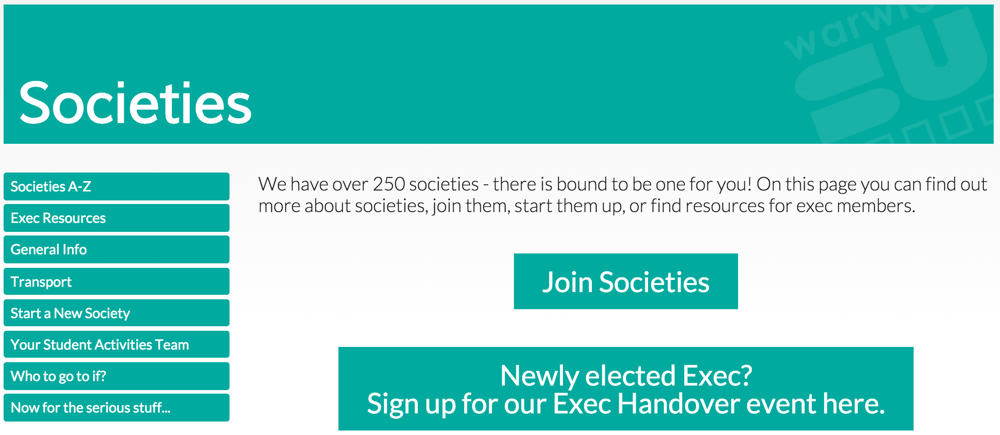 warwic
SU
Societies
Societies A-Z
Exec Resources
General Info
Transport
Start a New Society
Your Student Activities Team
Who to go to if?
Now for the serious stuff...
We have over 250 societies - there is bound to be one for you! On this page you can find out
more about societies, join them, start them up, or find resources for exec members.
Join Societies
Newly elected Exec?
Sign up for our Exec Handover event here.